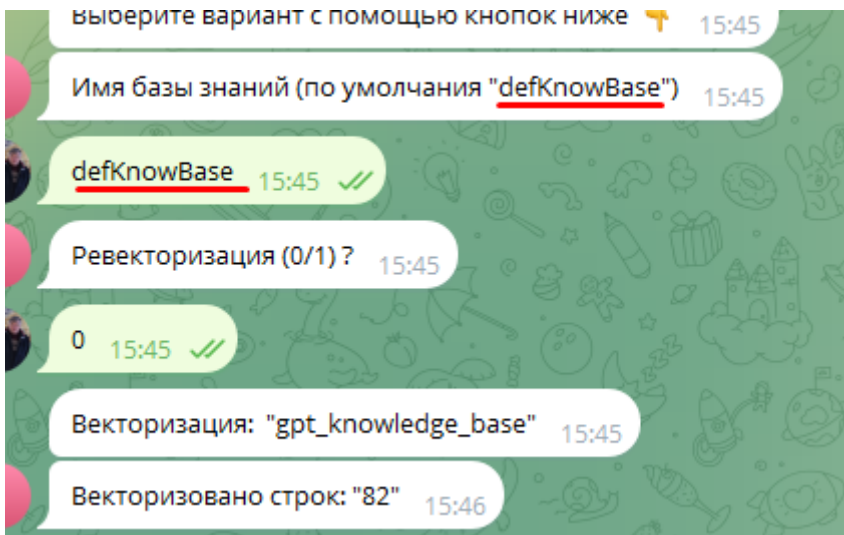 Выберите вариант с помощью кнопок ниже 👇 15:45
Имя базы знаний (по умолчания "defKnowBase") 15:45
defKnowBase 15:45
Ревекторизация (0/1) ? 15:45
0 15:45
Векторизация: "gpt_knowledge_base" 15:45
Векторизовано строк: "82" 15:46